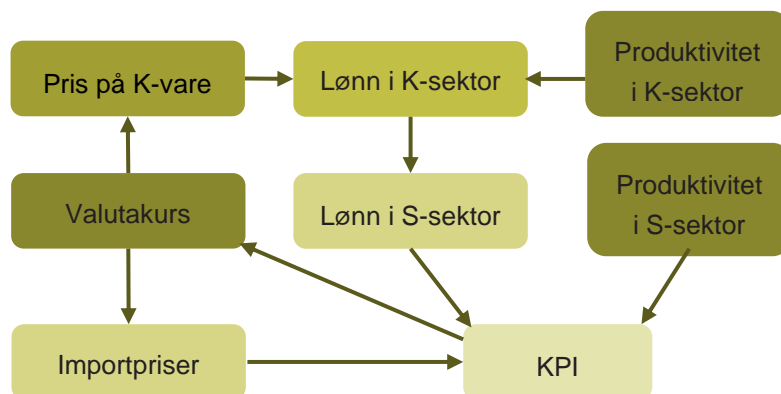 Pris på K-vare
Lønn i K-sektor
Produktivitet
i K-sektor
Valutakurs
Lønn i S-sektor
Produktivitet
i S-sektor
Importpriser
KPI